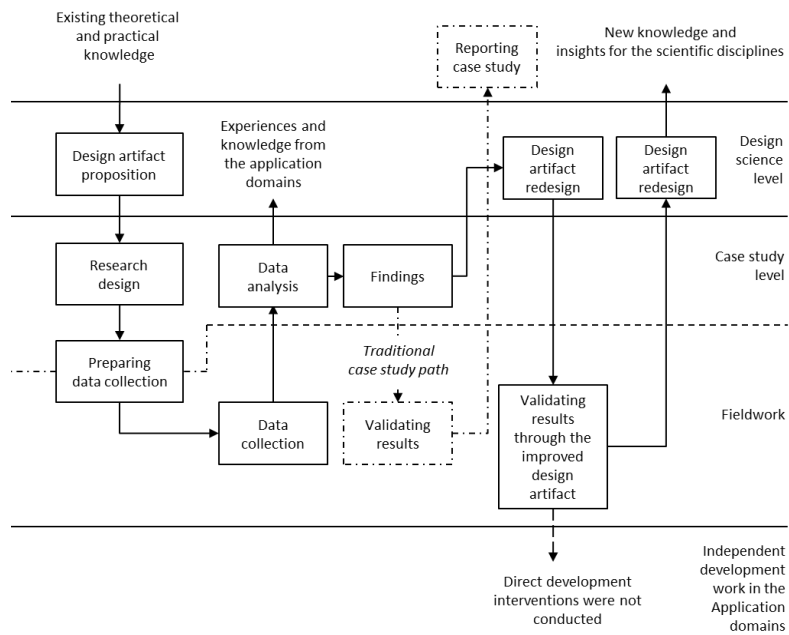 Existing theoretical
and practical
knowledge
Reporting
case study
New knowledge and
insights for the scientific disciplines
Design artifact
proposition
Experiences and
knowledge from
the application
domains
Design
artifact
redesign
Design
artifact
redesign
Design
science
level
Research
design
Data
analysis
Findings
Case study
level
Preparing
data collection
Traditional
case study path
Data
collection
Validating
results
Validating
results
through the
improved
design
artifact
Fieldwork
Direct development
interventions were not
conducted
Independent
development
work in the
Application
domains